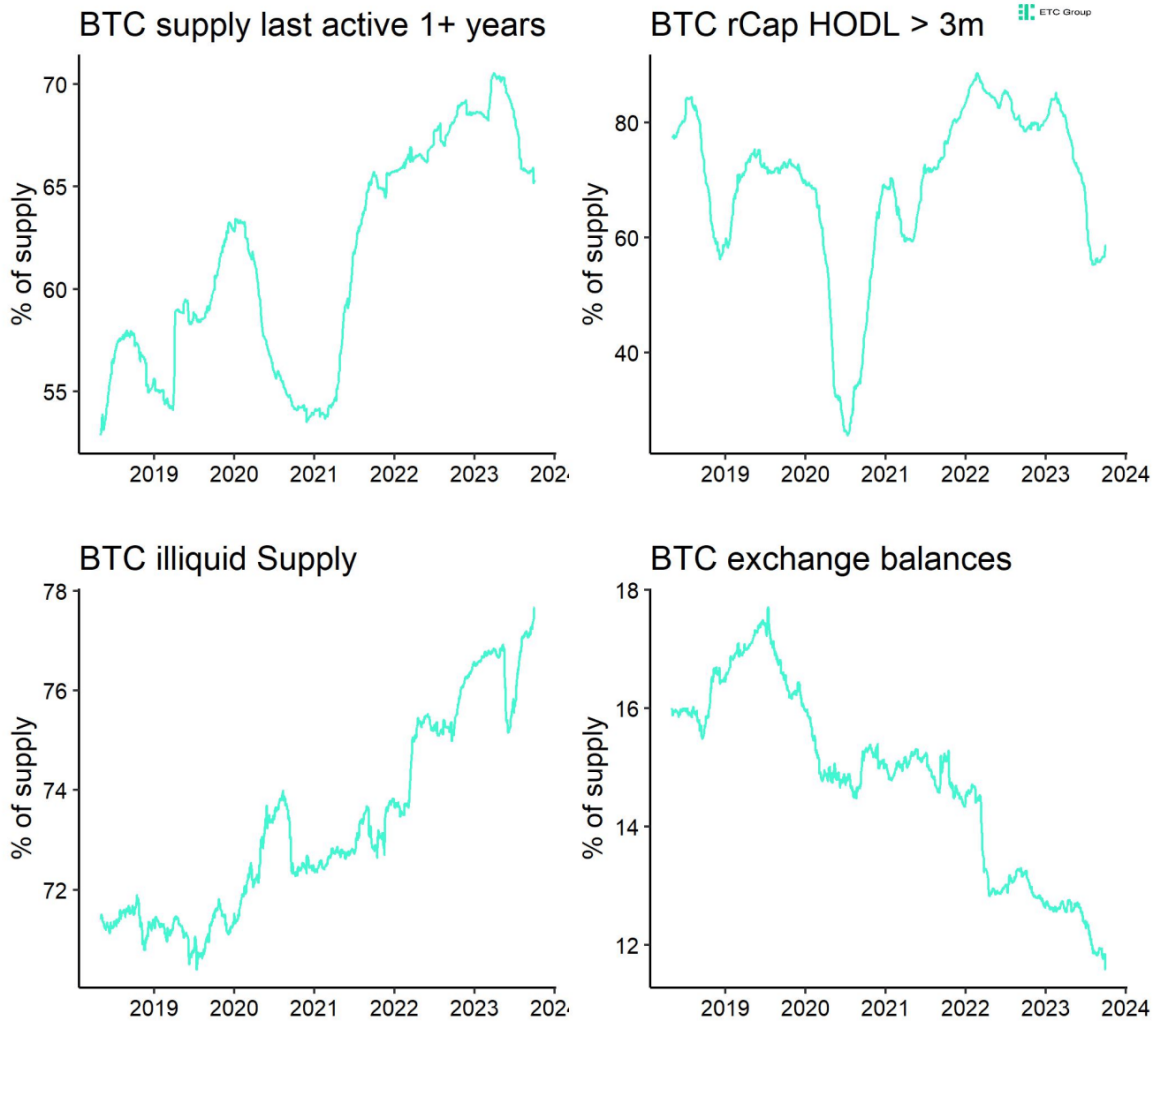 BTC supply last active 1+ years
% of supply
70
65
60
55
2019 2020 2021 2022 2023 202
ETC Group
BTC rCap HODL > 3m
% of supply
80
60
40
2019 2020 2021 2022 2023 2024
BTC illiquid Supply
% of supply
78
76
74
72
2019 2020 2021 2022 2023 202
BTC exchange balances
% of supply
18
16
14
12
2019 2020 2021 2022 2023 2024